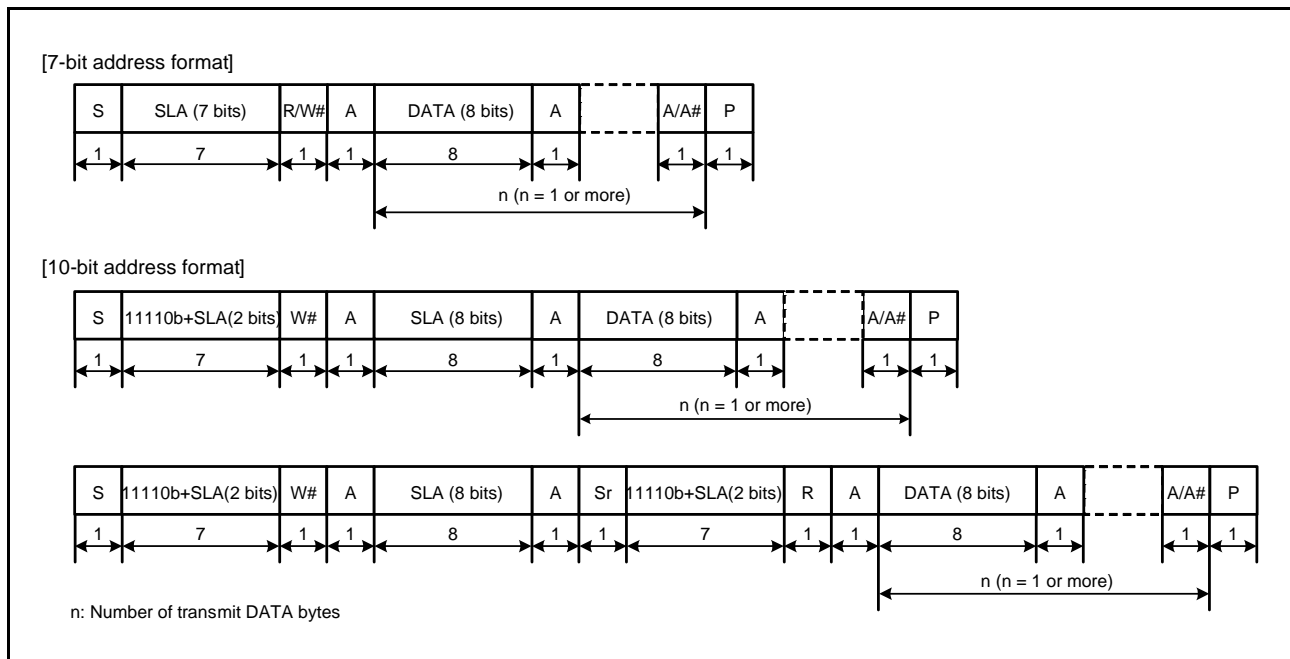 [7-bit address format]
S SLA (7 bits) R/W# A DATA (8 bits) A A/A# P
1 7 1 1 8 1 1 1
n (n = 1 or more)
[10-bit address format]
S 11110b+SLA(2 bits) W# A SLA (8 bits) A DATA (8 bits) A A/A# P
1 7 1 1 8 1 8 1 1 1
n (n = 1 or more)
S 11110b+SLA(2 bits) W# A SLA (8 bits) A Sr 11110b+SLA(2 bits) R A DATA (8 bits) A A/A# P
1 7 1 1 8 1 1 7 1 1 8 1 1 1
n (n = 1 or more)
n: Number of transmit DATA bytes